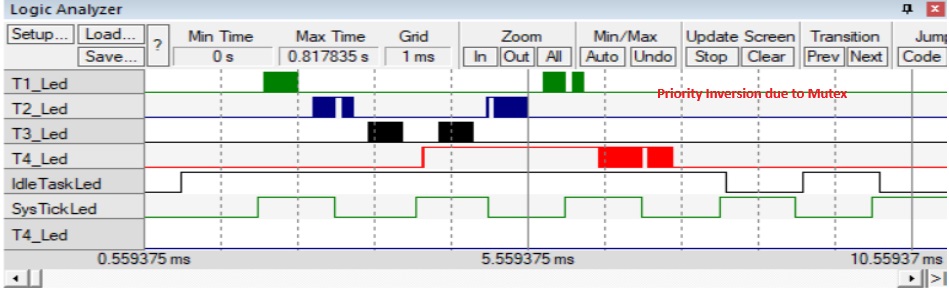 Logic Analyzer
Setup... Load... ? Min Time Max Time Grid Zoom Min/Max Update Screen Transition Jump
Save... 0 s 0.817835 s 1 ms In Out All Auto Undo Stop Clear Prev Next Code
T1_Led
Priority Inversion due to Mutex
T2_Led
T3_Led
T4_Led
IdleTaskLed
SysTickLed
T4_Led
0.559375 ms 5.559375 ms 10.55937 ms
>